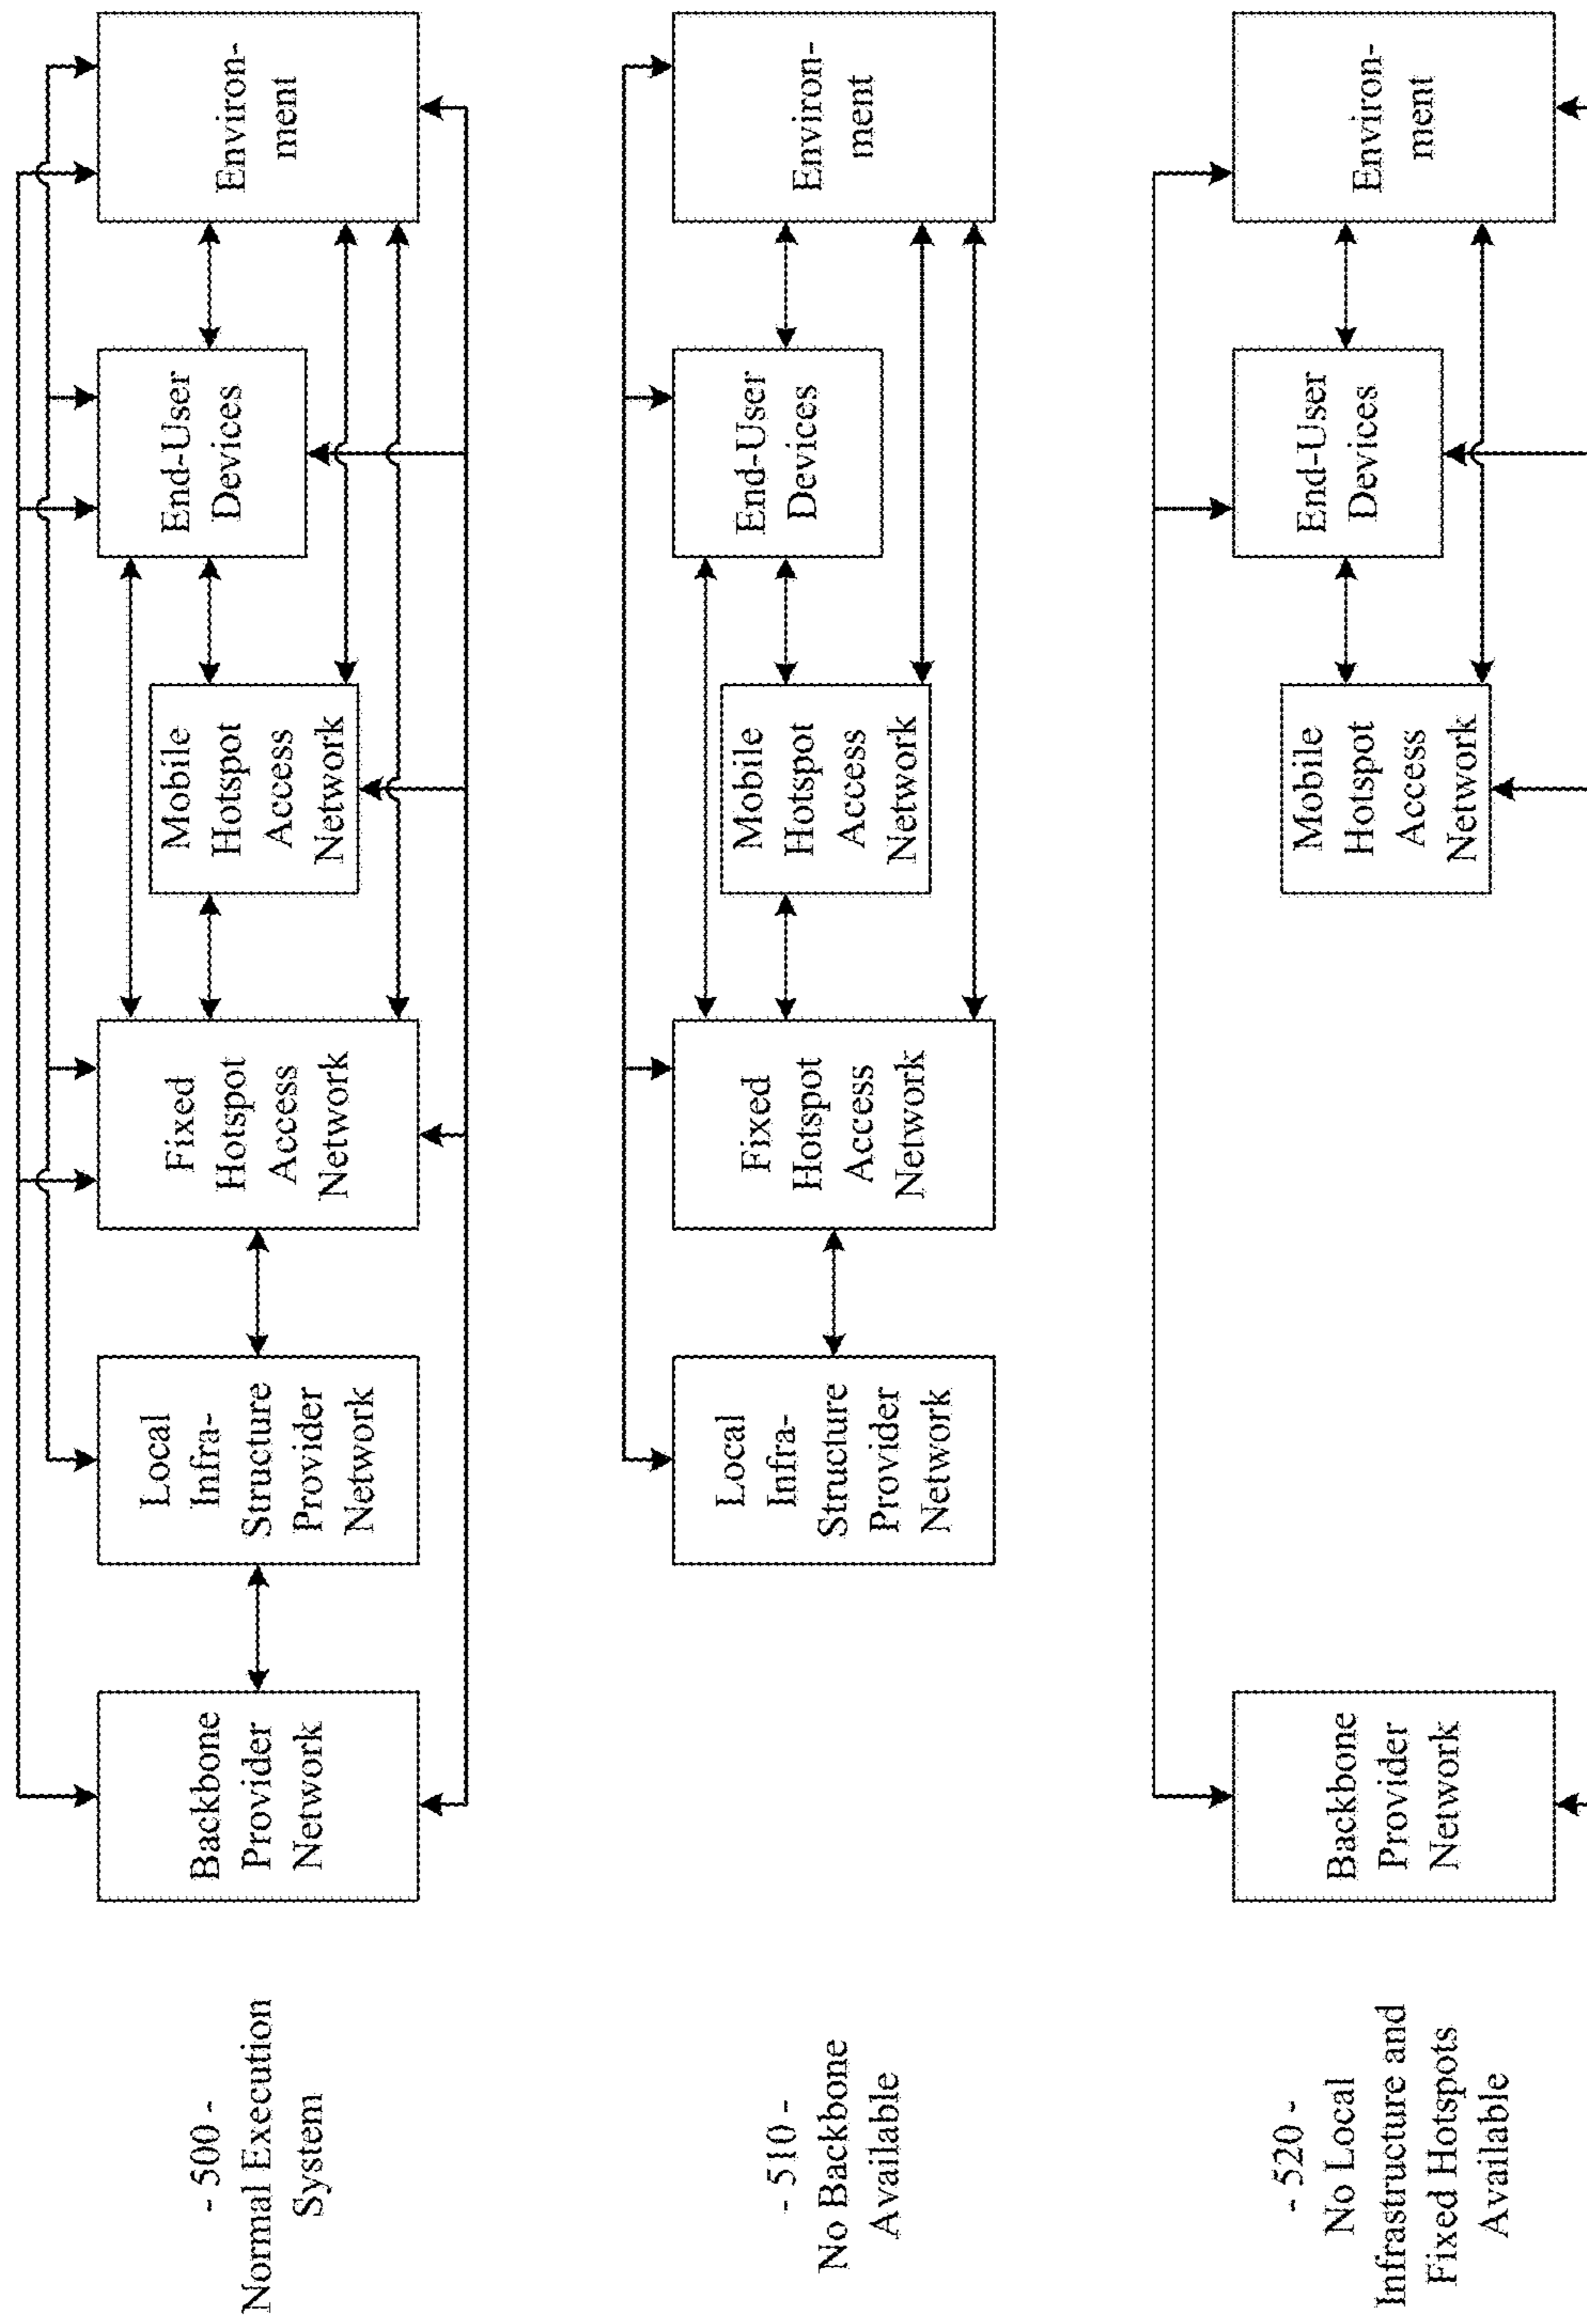 - 500 -
Normal Execution
System
Backbone
Provider
Network
Local
Infra-
Structure
Provider
Network
Fixed
Hotspot
Access
Network
Mobile
Hotspot
Access
Network
End-User
Devices
Environ-
ment
- 510 -
No Backbone
Available
Local
Infra-
Structure
Provider
Network
Fixed
Hotspot
Access
Network
Mobile
Hotspot
Access
Network
End-User
Devices
Environ-
ment
- 520 -
No Local
Infrastructure and
Fixed Hotspots
Available
Backbone
Provider
Network
Mobile
Hotspot
Access
Network
End-User
Devices
Environ-
ment